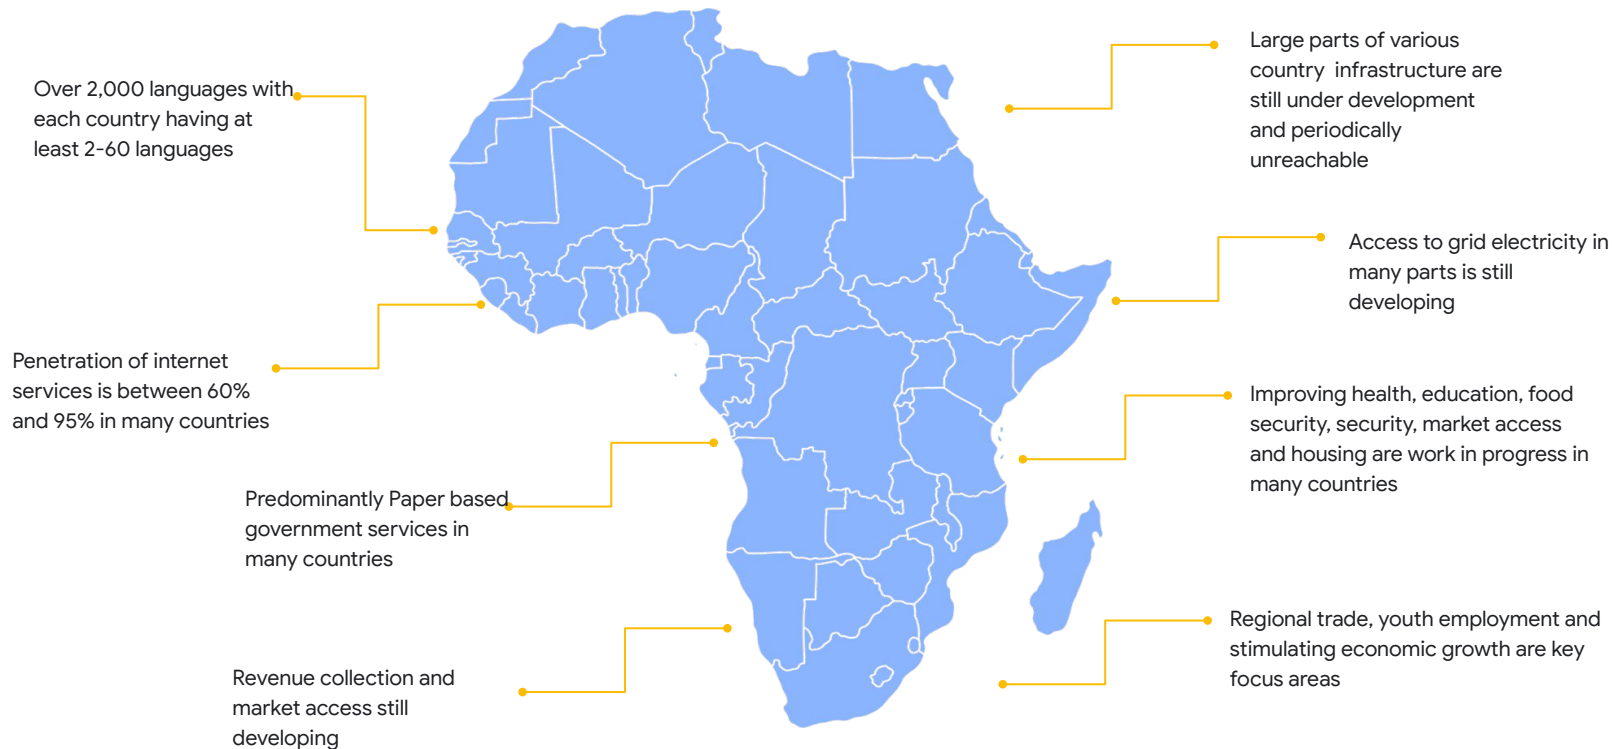 Over 2,000 languages with
each country having at
least 2-60 languages
Penetration of internet
services is between 60%
and 95% in many countries
Predominantly Paper based
government services in
many countries
Revenue collection and
market access still
developing
Large parts of various
country infrastructure are
still under development
and periodically
unreachable
Access to grid electricity in
many parts is still
developing
Improving health, education, food
security, security, market access
and housing are work in progress in
many countries
Regional trade, youth employment and
stimulating economic growth are key
focus areas